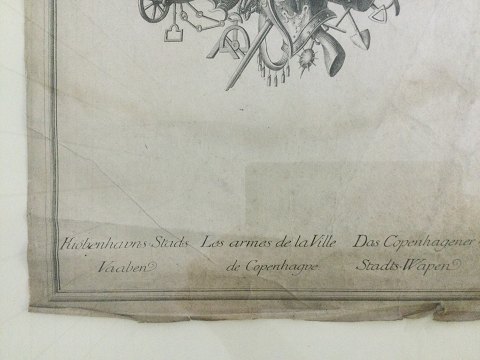 Kiøbenhavns Stads Les armes de la Ville Das Copenhagener
Vaaben de Copenhague Stadts-Wapen